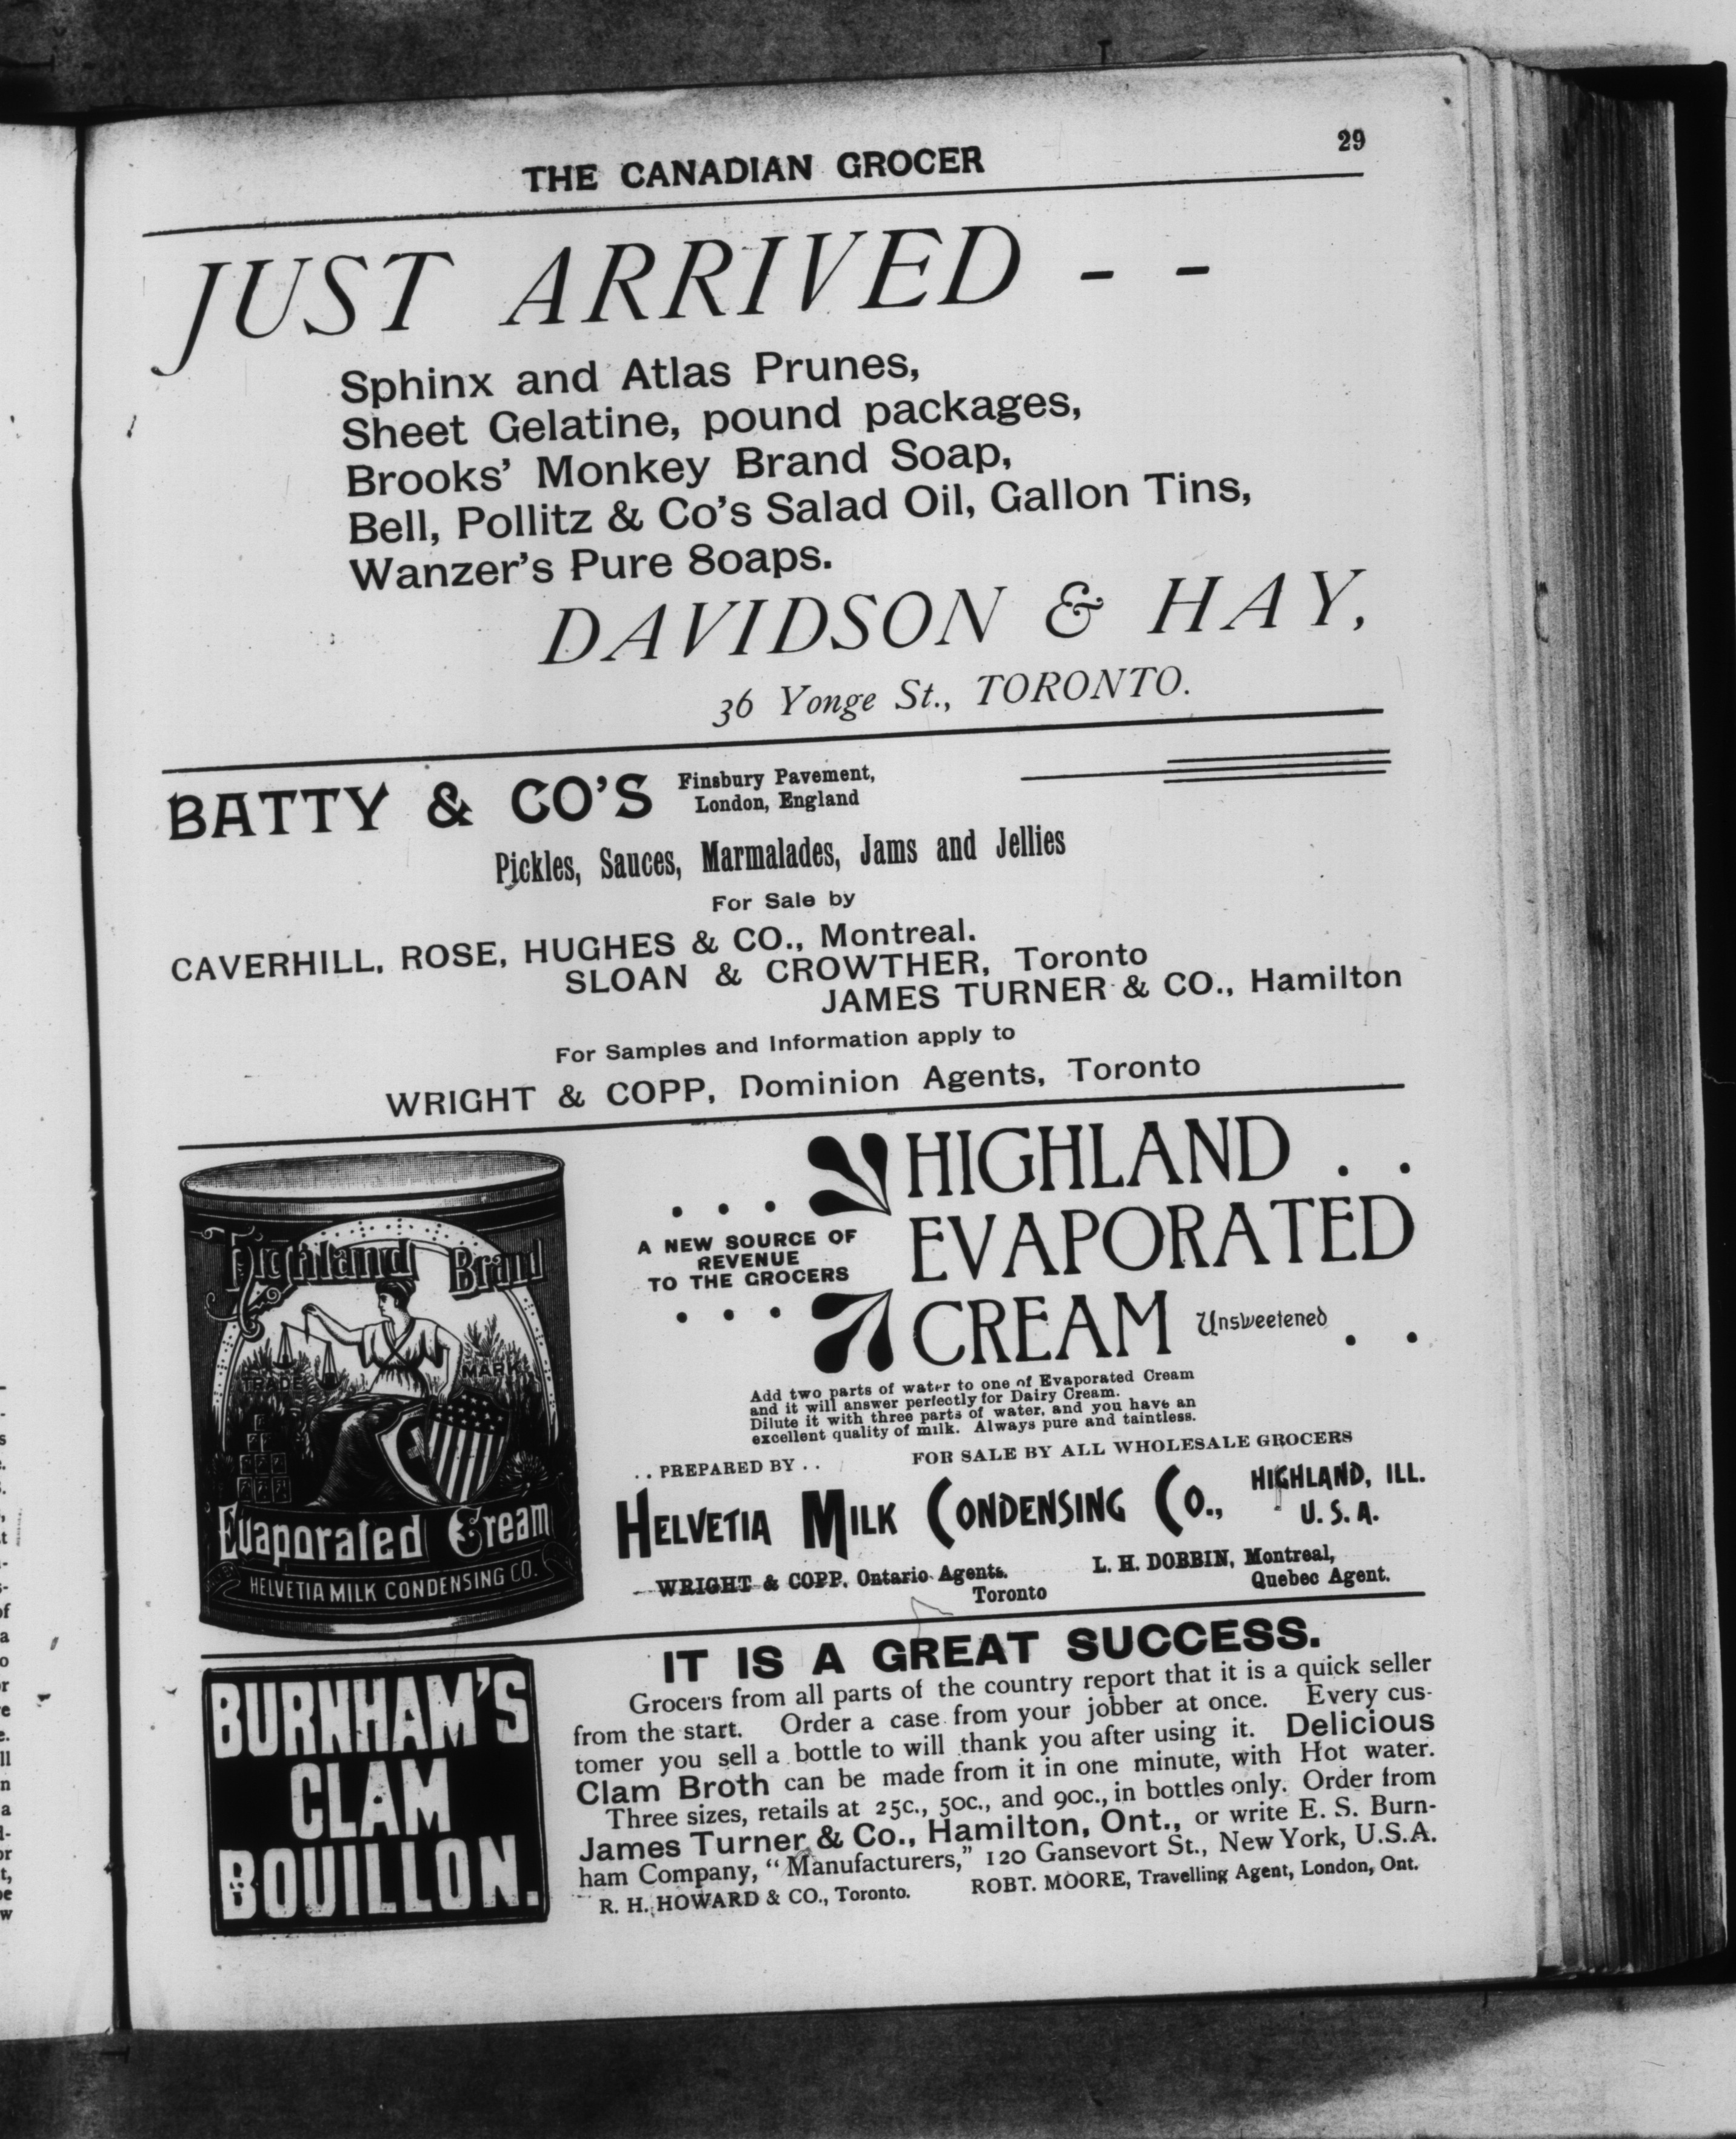 29
THE CANADIAN GROCER
JUST ARRIVED - -
Sphinx and Atlas Prunes,
Sheet Gelatine, pound packages,
Brooks' Monkey Brand Soap,
Bell, Pollitz & Co's Salad Oil, Gallon Tins,
Wanzer's Pure 8oaps.
DAVIDSON & HAY,
36 Yonge St., TORONTO.
BATTY & CO'S Finsbury Pavement,
London, England
Pickles, Sauces, Marmalades, Jams and Jellies
For Sale by
CAVERHILL, ROSE, HUGHES & CO., Montreal.
SLOAN & CROWTHER, Toronto
JAMES TURNER & CO., Hamilton
For Samples and Information apply to
WRIGHT & COPP, Dominion Agents, Toronto
Highland Brand
TRADE MARK
Evaporated Cream
HELVETIA MILK CONDENSING CO.
. . . HIGHLAND . .
A NEW SOURCE OF
REVENUE
TO THE GROCERS
. . .
EVAPORATED
CREAM Unsweetened . .
Add two parts of water to one of Evaporated Cream
and it will answer perfectly for Dairy Cream.
Dilute it with three parts of water, and you have an
excellent quality of milk. Always pure and taintless.
. . PREPARED BY . . FOR SALE BY ALL WHOLESALE GROCERS
HELVETIA MILK CONDENSING CO., HIGHLAND, ILL.
U. S. A.
WRIGHT & COPP, Ontario Agents.
Toronto
L. H. DOBBIN, Montreal,
Quebec Agent.
BURNHAM'S
CLAM
BOUILLON.
IT IS A GREAT SUCCESS.
Grocers from all parts of the country report that it is a quick seller
from the start. Order a case from your jobber at once. Every cus-
tomer you sell a bottle to will thank you after using it. Delicious
Clam Broth can be made from it in one minute, with Hot water.
Three sizes, retails at 25c., 50c., and 90c., in bottles only. Order from
James Turner & Co., Hamilton, Ont., or write E. S. Burn-
ham Company, "Manufacturers," 120 Gansevort St., New York, U.S.A.
R. H. HOWARD & CO., Toronto. ROBT. MOORE, Travelling Agent, London, Ont.